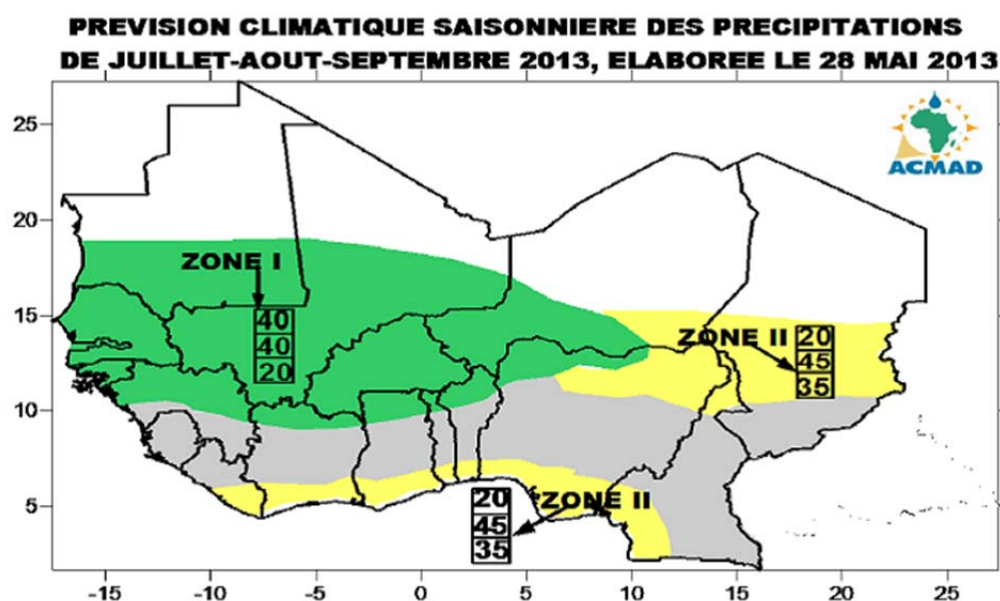 PREVISION CLIMATIQUE SAISONNIERE DES PRECIPITATIONS
DE JUILLET-AOUT-SEPTEMBRE 2013, ELABOREE LE 28 MAI 2013
ACMAD
25
20
15
10
5
ZONE I
40
40
20
ZONE II
20
45
35
ZONE II
20
45
35
-15 -10 -5 0 5 10 15 20 25